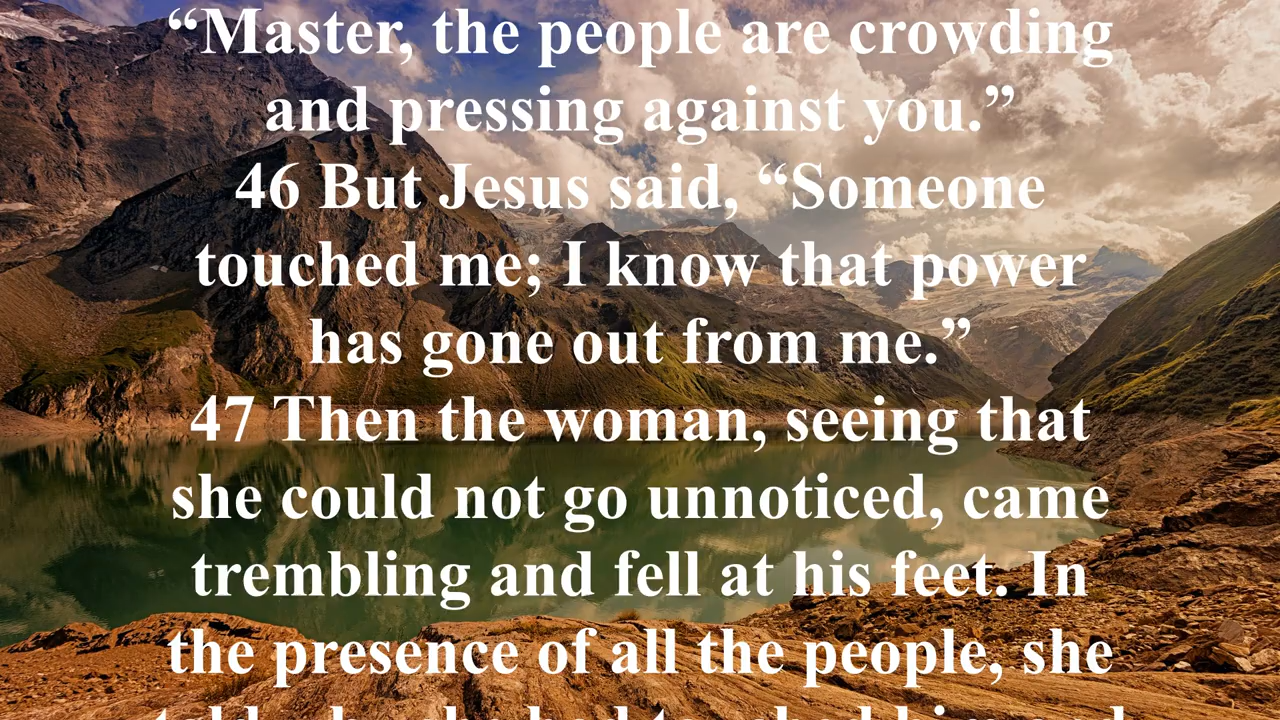 “Master, the people are crowding
and pressing against you.”
46 But Jesus said, “Someone
touched me; I know that power
has gone out from me.”
47 Then the woman, seeing that
she could not go unnoticed, came
trembling and fell at his feet. In
the presence of all the people, she